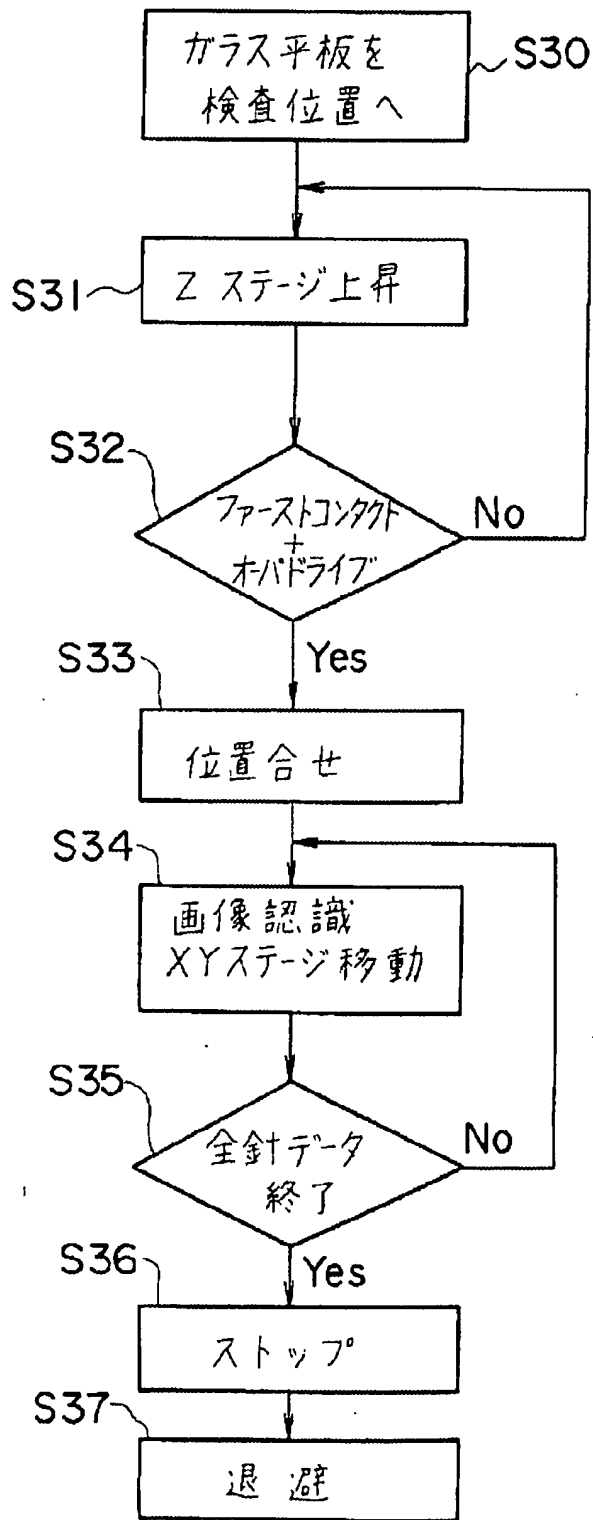 ガラス平板を
検査位置へ
S30
Z ステージ上昇
S31
S32
ファーストコンタクト
+
オーバドライブ
No
Yes
S33
位置合せ
S34
画像認識
XYステージ移動
S35
全針データ
終了
No
S36
Yes
ストップ
S37
退避